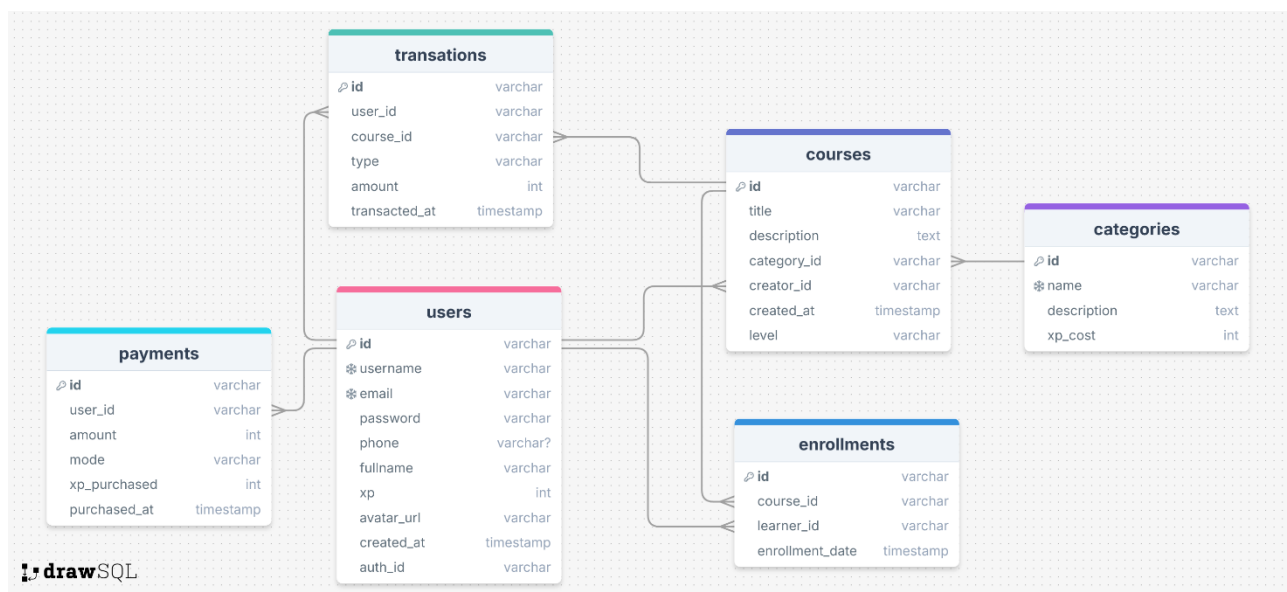 transations
id varchar
user_id varchar
course_id varchar
type varchar
amount int
transacted_at timestamp
courses
id varchar
title varchar
description text
category_id varchar
creator_id varchar
created_at timestamp
level varchar
categories
id varchar
name varchar
description text
xp_cost int
users
id varchar
username varchar
email varchar
password varchar
phone varchar?
fullname varchar
xp int
avatar_url varchar
created_at timestamp
auth_id varchar
payments
id varchar
user_id varchar
amount int
mode varchar
xp_purchased int
purchased_at timestamp
enrollments
id varchar
course_id varchar
learner_id varchar
enrollment_date timestamp
drawSQL